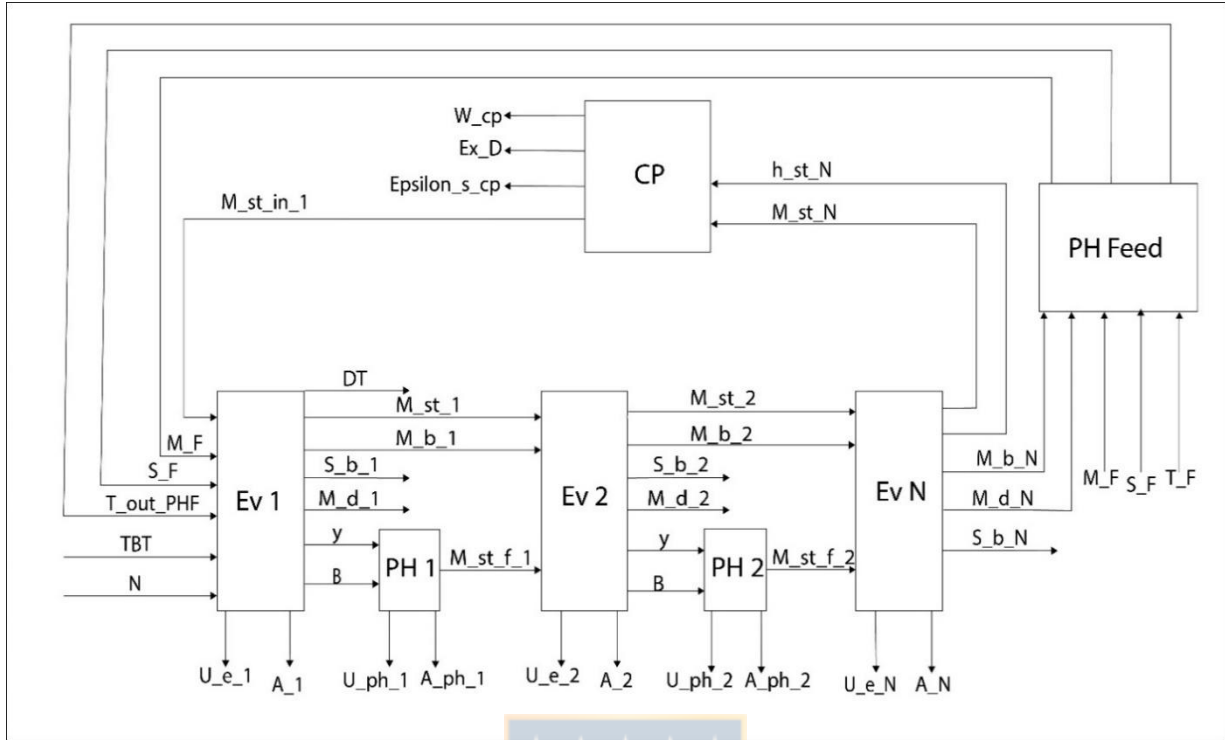 W_cp
Ex_D
Epsilon_s_cp
M_st_in_1
CP
h_st_N
M_st_N
PH Feed
M_F
S_F
T_F
M_F
S_F
T_out_PHF
TBT
N
Ev 1
DT
M_st_1
M_b_1
S_b_1
M_d_1
y
B
PH 1
M_st_f_1
Ev 2
M_st_2
M_b_2
S_b_2
M_d_2
y
B
PH 2
M_st_f_2
Ev N
M_b_N
M_d_N
S_b_N
U_e_1
A_1
U_ph_1
A_ph_1
U_e_2
A_2
U_ph_2
A_ph_2
U_e_N
A_N